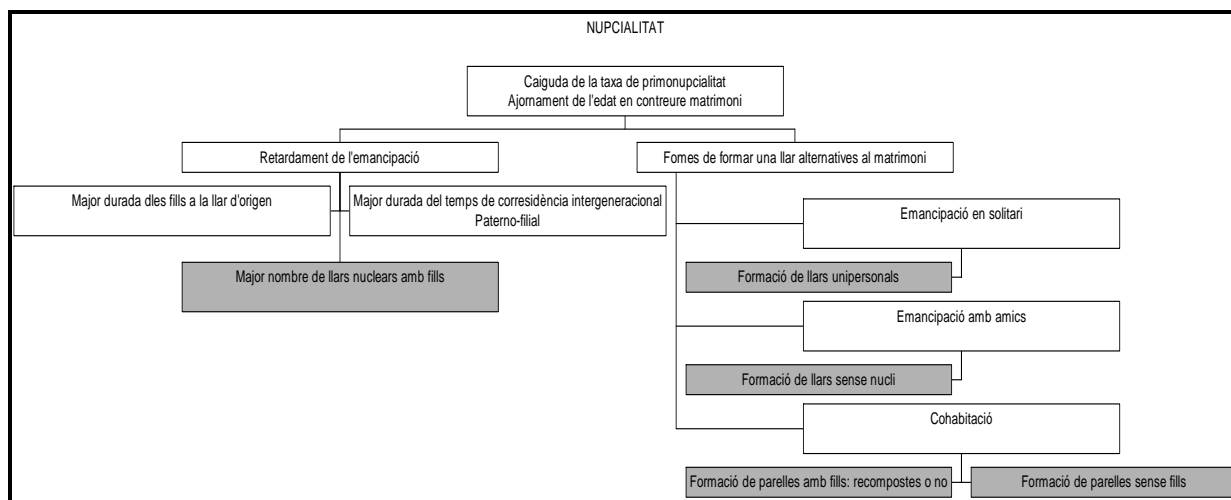 NUPCIALITAT
Caiguda de la taxa de primonupcialitat
Ajornament de l'edat en contreure matrimoni
Retardament de l'emancipació
Fomes de formar una llar alternatives al matrimoni
Major durada dles fills a la llar d'origen
Major durada del temps de corresidència intergeneracional
Paterno-filial
Major nombre de llars nuclears amb fills
Emancipació en solitari
Formació de llars unipersonals
Emancipació amb amics
Formació de llars sense nucli
Cohabitació
Formació de parelles amb fills: recompostes o no
Formació de parelles sense fills